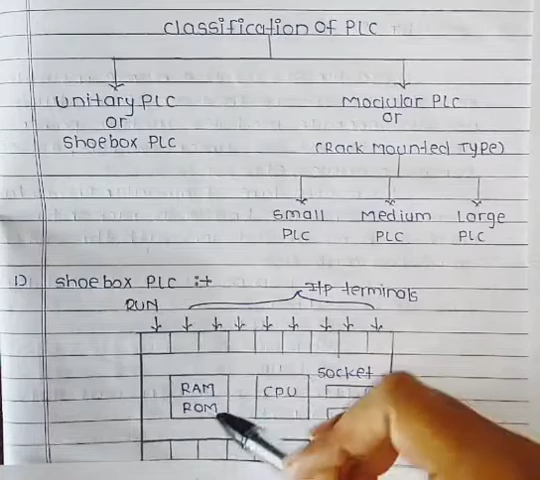 Classification of PLC
Unitary PLC
or
Shoebox PLC
Modular PLC
or
(Rack Mounted Type)
Small
PLC
Medium
PLC
Large
PLC
1) Shoebox PLC :+
RUN
I/P terminals
Socket
RAM
ROM
CPU